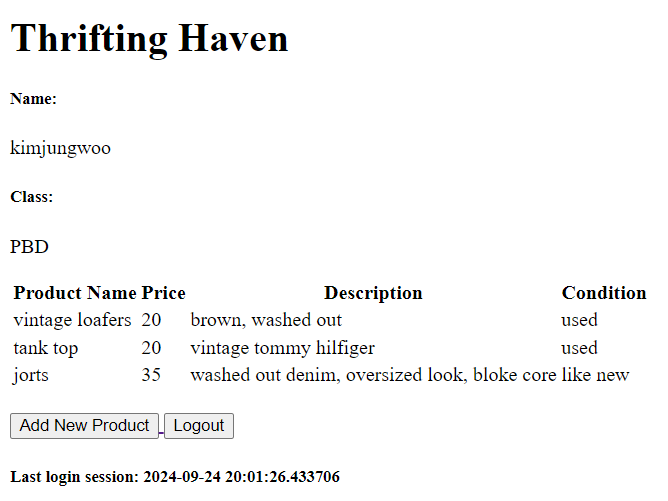 Thrifting Haven
Name:
kimjungwoo
Class:
PBD
Product Name Price Description Condition
vintage loafers 20 brown, washed out used
tank top 20 vintage tommy hilfiger used
jorts 35 washed out denim, oversized look, bloke core like new
Add New Product Logout
Last login session: 2024-09-24 20:01:26.433706